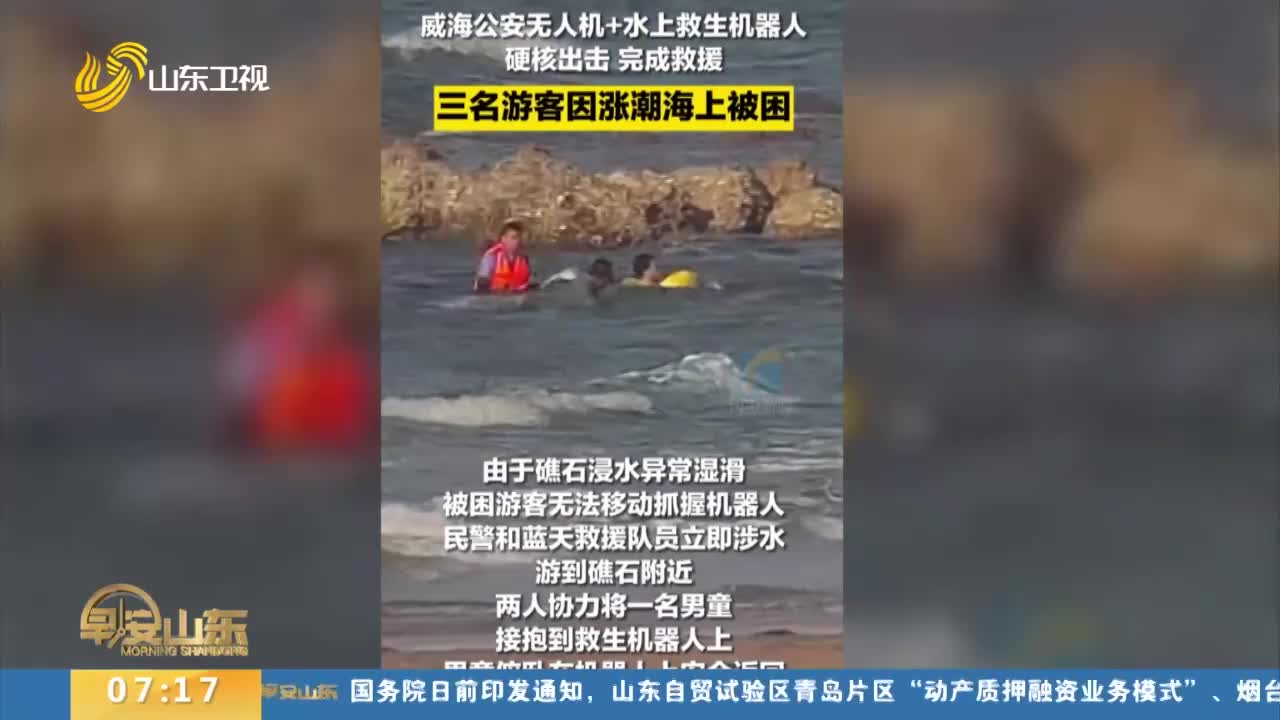 威海公安无人机+水上救生机器人
硬核出击 完成救援
山东卫视
三名游客因涨潮海上被困
由于礁石浸水异常湿滑
被困游客无法移动抓握机器人
民警和蓝天救援队员立即涉水
游到礁石附近
两人协力将一名男童
接抱到救生机器人上
早安山东
MORNING SHANDONG
07:17
早安山东
国务院日前印发通知，山东自贸试验区青岛片区“动产质押融资业务模式”、烟台